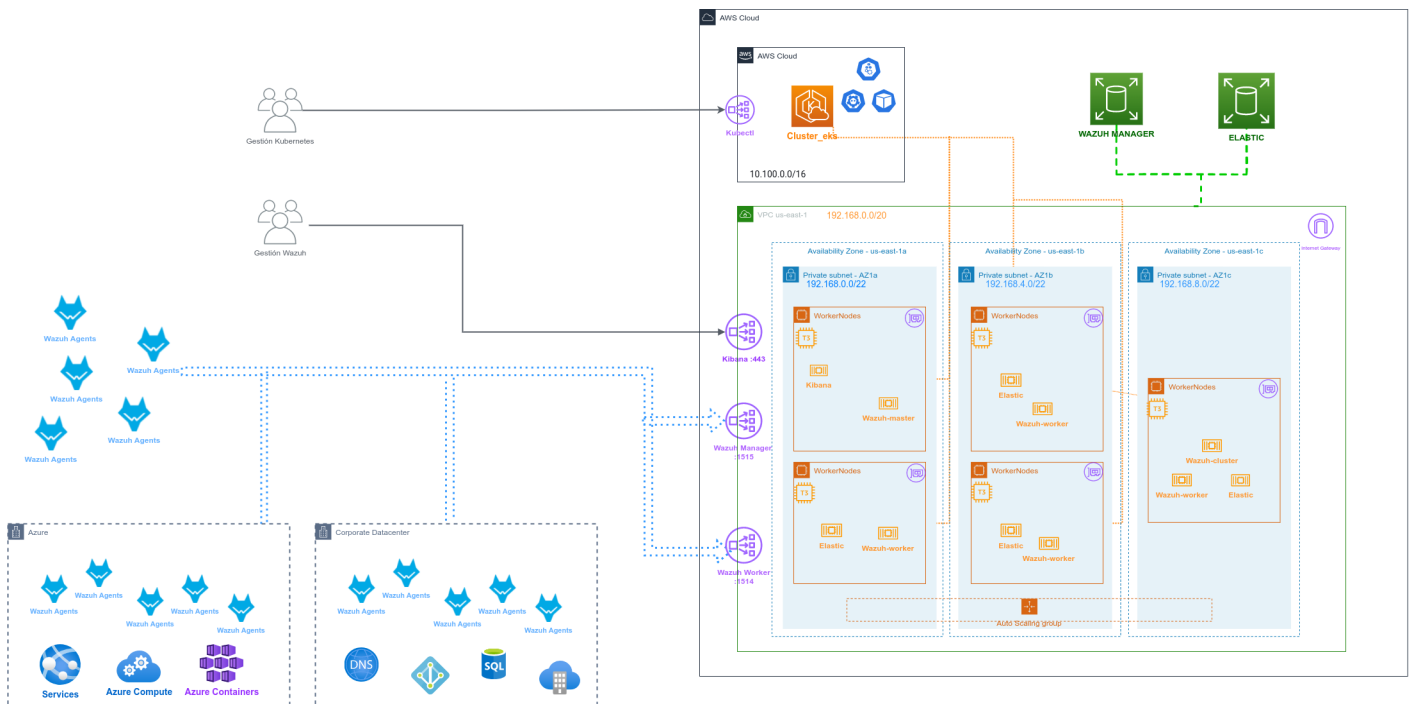 AWS Cloud
AWS Cloud
Kubectl
Cluster_eks
10.100.0.0/16
WAZUH MANAGER
ELASTIC
Gestión Kubernetes
Gestión Wazuh
VPC us-east-1
192.168.0.0/20
Internet Gateway
Availability Zone - us-east-1a
Availability Zone - us-east-1b
Availability Zone - us-east-1c
Private subnet - AZ1a
192.168.0.0/22
Private subnet - AZ1b
192.168.4.0/22
Private subnet - AZ1c
192.168.8.0/22
WorkerNodes
T3
Kibana
Wazuh-master
WorkerNodes
T3
Elastic
Wazuh-worker
WorkerNodes
T3
Wazuh-cluster
Wazuh-worker
Elastic
WorkerNodes
T3
Elastic
Wazuh-worker
WorkerNodes
T3
Elastic
Wazuh-worker
Auto Scaling group
Kibana :443
Wazuh Manager
:1515
Wazuh Worker
:1514
Wazuh Agents
Wazuh Agents
Wazuh Agents
Wazuh Agents
Wazuh Agents
Azure
Wazuh Agents
Wazuh Agents
Wazuh Agents
Wazuh Agents
Wazuh Agents
Services
Azure Compute
Azure Containers
Corporate Datacenter
Wazuh Agents
Wazuh Agents
Wazuh Agents
Wazuh Agents
Wazuh Agents
DNS
SQL
aws